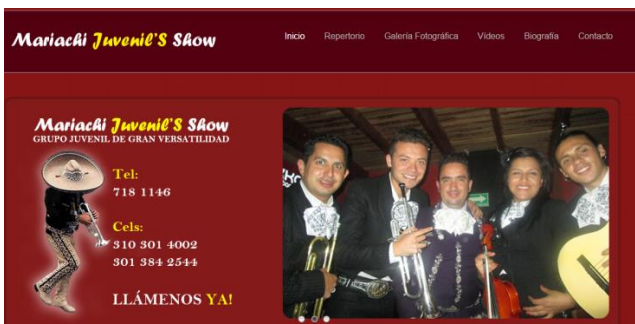 Mariachi Juvenil'S Show
Inicio Repertorio Galería Fotográfica Vídeos Biografía Contacto
Mariachi Juvenil'S Show
GRUPO JUVENIL DE GRAN VERSATILIDAD
Tel:
718 1146
Cels:
310 301 4002
301 384 2544
LLÁMENOS YA!